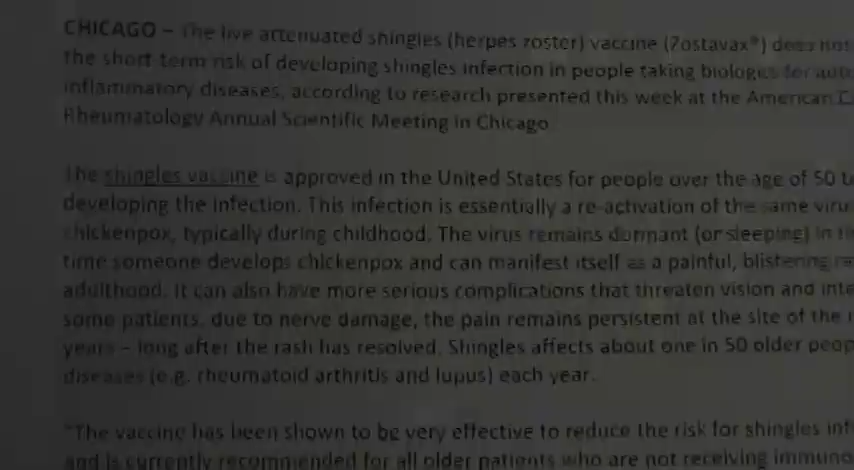 CHICAGO – The live attenuated shingles (herpes zoster) vaccine (Zostavax®) does not
the short-term risk of developing shingles infection in people taking biologics for
inflammatory diseases, according to research presented this week at the American
Rheumatology Annual Scientific Meeting in Chicago
The shingles vaccine is approved in the United States for people over the age of 50
developing the infection. This infection is essentially a re-activation of the same
chickenpox, typically during childhood. The virus remains dormant (or sleeping) in
time someone develops chickenpox and can manifest itself as a painful, blistering
adulthood. It can also have more serious complications that threaten vision and
some patients, due to nerve damage, the pain remains persistent at the site of the
years – long after the rash has resolved. Shingles affects about one in 50 older
diseases (e.g. rheumatoid arthritis and lupus) each year.
"The vaccine has been shown to be very effective to reduce the risk for shingles
and is currently recommended for all older patients who are not receiving